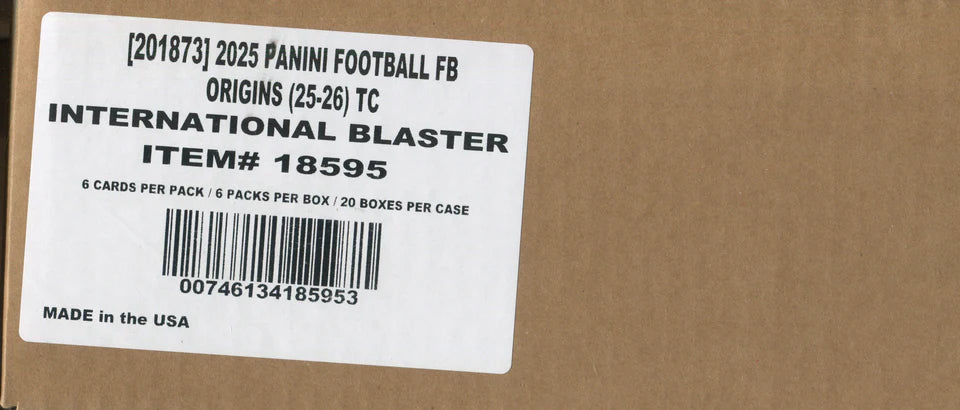 [201873] 2025 PANINI FOOTBALL FB
ORIGINS (25-26) TC
INTERNATIONAL BLASTER
ITEM# 18595
6 CARDS PER PACK / 6 PACKS PER BOX / 20 BOXES PER CASE
00746134185953
MADE in the USA